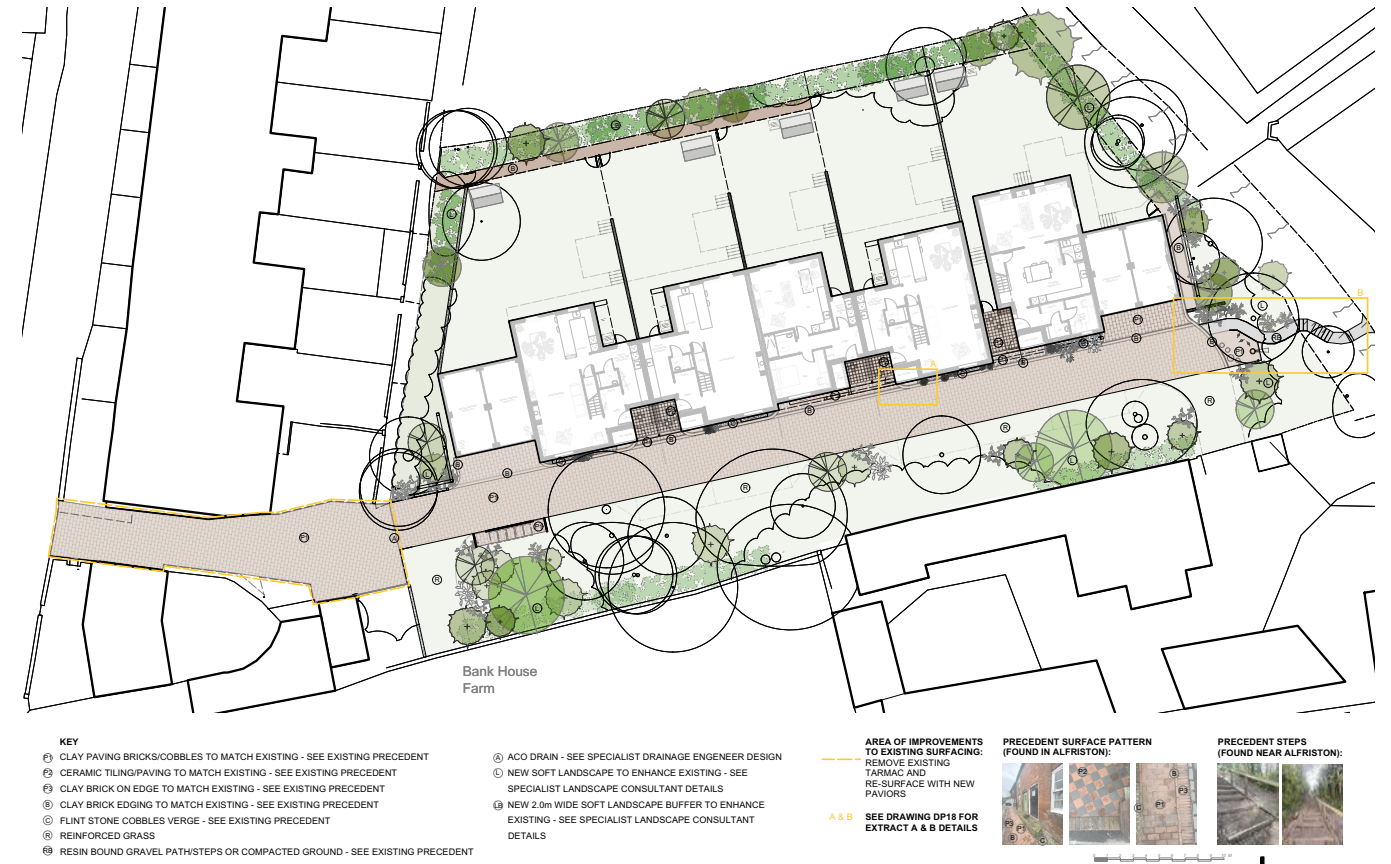 Bank House
Farm
KEY
P1 CLAY PAVING BRICKS/COBBLES TO MATCH EXISTING - SEE EXISTING PRECEDENT
P2 CERAMIC TILING/PAVING TO MATCH EXISTING - SEE EXISTING PRECEDENT
P3 CLAY BRICK ON EDGE TO MATCH EXISTING - SEE EXISTING PRECEDENT
B CLAY BRICK EDGING TO MATCH EXISTING - SEE EXISTING PRECEDENT
C FLINT STONE COBBLES VERGE - SEE EXISTING PRECEDENT
R REINFORCED GRASS
RB RESIN BOUND GRAVEL PATH/STEPS OR COMPACTED GROUND - SEE EXISTING PRECEDENT
A ACO DRAIN - SEE SPECIALIST DRAINAGE ENGENEER DESIGN
L NEW SOFT LANDSCAPE TO ENHANCE EXISTING - SEE
SPECIALIST LANDSCAPE CONSULTANT DETAILS
LB NEW 2.0m WIDE SOFT LANDSCAPE BUFFER TO ENHANCE
EXISTING - SEE SPECIALIST LANDSCAPE CONSULTANT
DETAILS
AREA OF IMPROVEMENTS
TO EXISTING SURFACING:
REMOVE EXISTING
TARMAC AND
RE-SURFACE WITH NEW
PAVIORS
A & B SEE DRAWING DP18 FOR
EXTRACT A & B DETAILS
PRECEDENT SURFACE PATTERN
(FOUND IN ALFRISTON):
P3
P1
B
C
P2
B
P3
P1
C
PRECEDENT STEPS
(FOUND NEAR ALFRISTON):
A
B